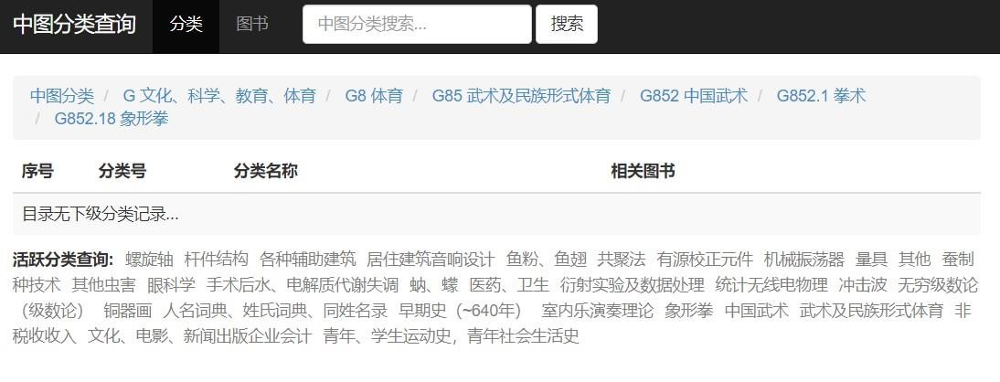 中图分类查询 分类 图书 中图分类搜索... 搜索
中图分类 / G 文化、科学、教育、体育 / G8 体育 / G85 武术及民族形式体育 / G852 中国武术 / G852.1 拳术
/ G852.18 象形拳
序号 分类号 分类名称 相关图书
目录无下级分类记录...
活跃分类查询: 螺旋轴 杆件结构 各种辅助建筑 居住建筑音响设计 鱼粉、鱼翅 共聚法 有源校正元件 机械振荡器 量具 其他 蚕制
种技术 其他虫害 眼科学 手术后水、电解质代谢失调 蚋、蠓 医药、卫生 衍射实验及数据处理 统计无线电物理 冲击波 无穷级数论
（级数论） 铜器画 人名词典、姓氏词典、同姓名录 早期史（~640年） 室内乐演奏理论 象形拳 中国武术 武术及民族形式体育 非
税收收入 文化、电影、新闻出版企业会计 青年、学生运动史，青年社会生活史